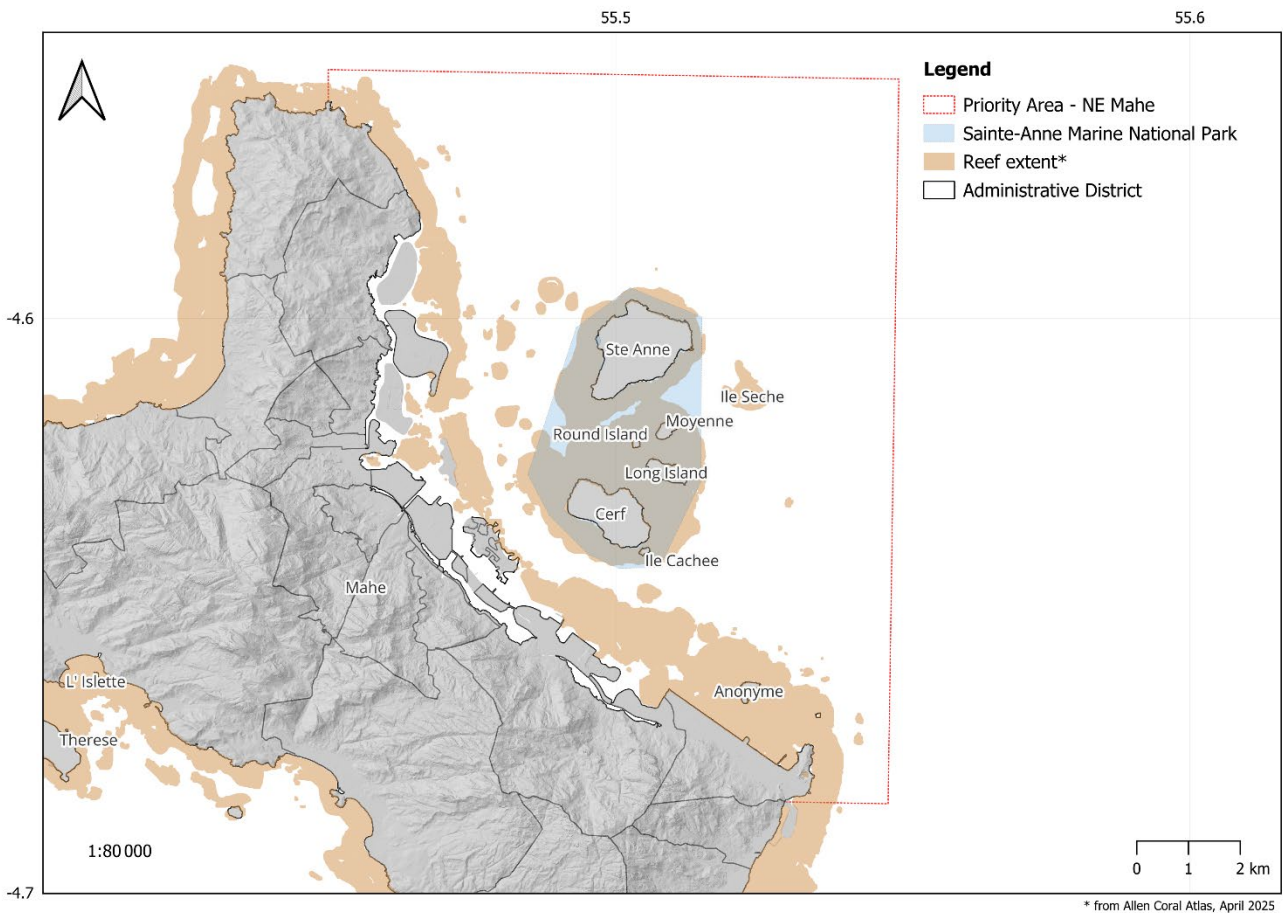 55.5
55.6
Legend
Priority Area - NE Mahe
Sainte-Anne Marine National Park
Reef extent*
Administrative District
-4.6
Ste Anne
Ile Seche
Moyenne
Round Island
Long Island
Cerf
Ile Cachee
Mahe
L' Islette
Anonyme
Therese
1:80 000
0 1 2 km
-4.7
* from Allen Coral Atlas, April 2025